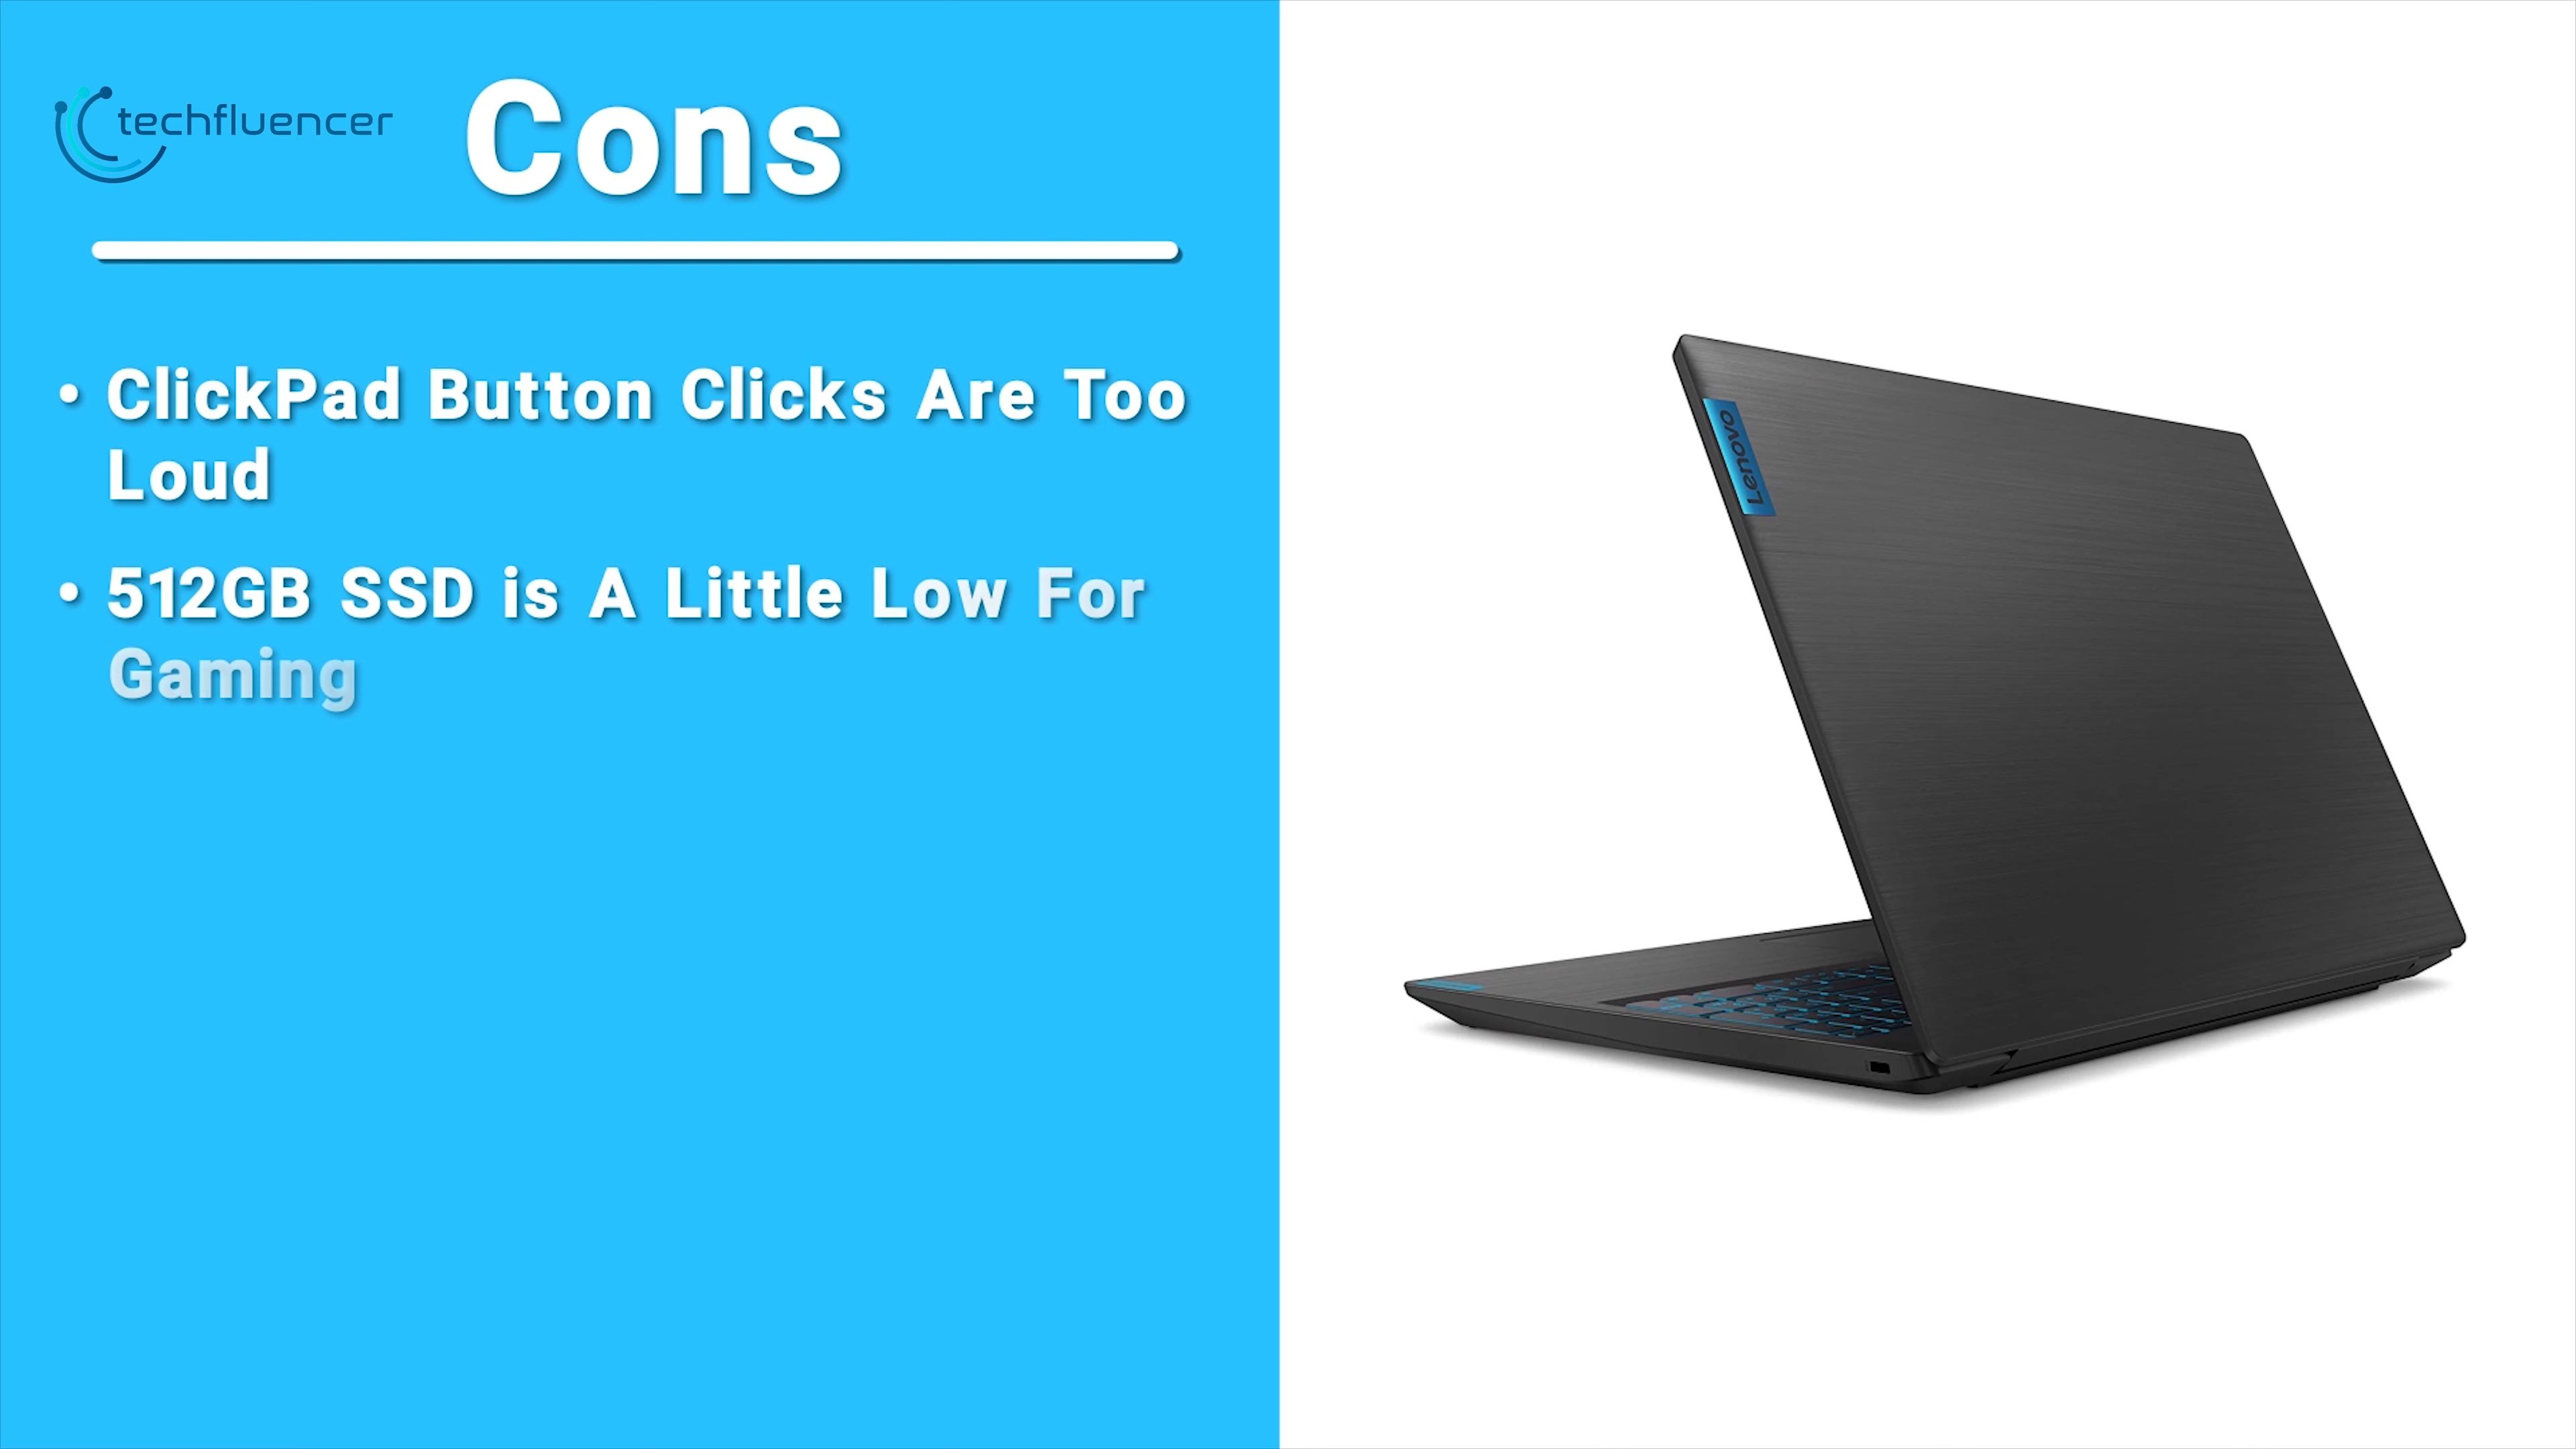 techfluencer
Cons
• ClickPad Button Clicks Are Too
Loud
• 512GB SSD is A Little Low For
Gaming
Lenovo